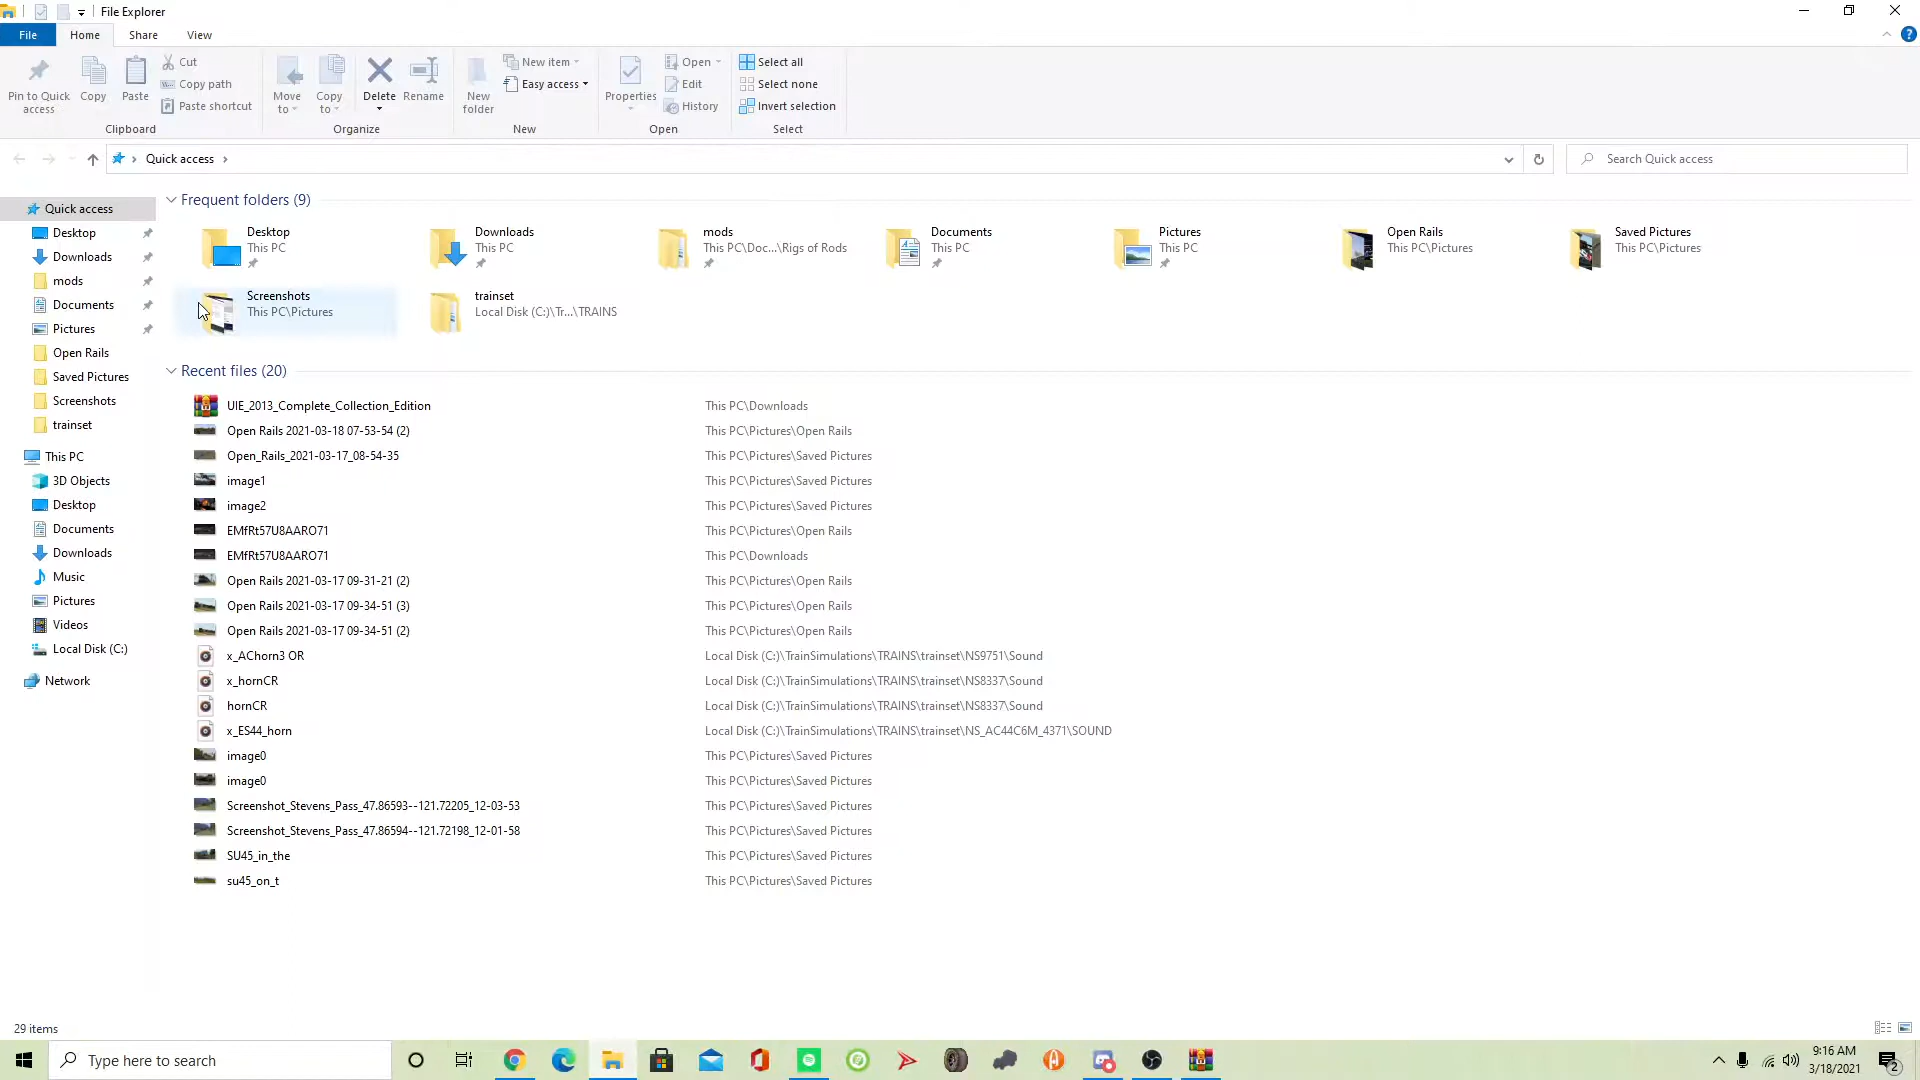 File Explorer
File Home Share View
Pin to Quick access
Copy
Paste
Cut
Copy path
Paste shortcut
Clipboard
Move to
Copy to
Delete
Rename
Organize
New folder
New item
Easy access
New
Properties
Open
Edit
History
Open
Select all
Select none
Invert selection
Select
Quick access
Search Quick access
Quick access
Desktop
Downloads
mods
Documents
Pictures
Open Rails
Saved Pictures
Screenshots
trainset
This PC
3D Objects
Desktop
Documents
Downloads
Music
Pictures
Videos
Local Disk (C:)
Network
Frequent folders (9)
Desktop
This PC
Downloads
This PC
mods
This PC\Doc...\Rigs of Rods
Documents
This PC
Pictures
This PC
Open Rails
This PC\Pictures
Saved Pictures
This PC\Pictures
Screenshots
This PC\Pictures
trainset
Local Disk (C:)\Tr...\TRAINS
Recent files (20)
UIE_2013_Complete_Collection_Edition This PC\Downloads
Open Rails 2021-03-18 07-53-54 (2) This PC\Pictures\Open Rails
Open_Rails_2021-03-17_08-54-35 This PC\Pictures\Saved Pictures
image1 This PC\Pictures\Saved Pictures
image2 This PC\Pictures\Saved Pictures
EMfRt57U8AARO71 This PC\Pictures\Open Rails
EMfRt57U8AARO71 This PC\Downloads
Open Rails 2021-03-17 09-31-21 (2) This PC\Pictures\Open Rails
Open Rails 2021-03-17 09-34-51 (3) This PC\Pictures\Open Rails
Open Rails 2021-03-17 09-34-51 (2) This PC\Pictures\Open Rails
x_AChorn3 OR Local Disk (C:)\TrainSimulations\TRAINS\trainset\NS9751\Sound
x_hornCR Local Disk (C:)\TrainSimulations\TRAINS\trainset\NS8337\Sound
hornCR Local Disk (C:)\TrainSimulations\TRAINS\trainset\NS8337\Sound
x_ES44_horn Local Disk (C:)\TrainSimulations\TRAINS\trainset\NS_AC44C6M_4371\SOUND
image0 This PC\Pictures\Saved Pictures
image0 This PC\Pictures\Saved Pictures
Screenshot_Stevens_Pass_47.86593--121.72205_12-03-53 This PC\Pictures\Saved Pictures
Screenshot_Stevens_Pass_47.86594--121.72198_12-01-58 This PC\Pictures\Saved Pictures
SU45_in_the This PC\Pictures\Saved Pictures
su45_on_t This PC\Pictures\Saved Pictures
29 items
Type here to search
9:16 AM
3/18/2021
2